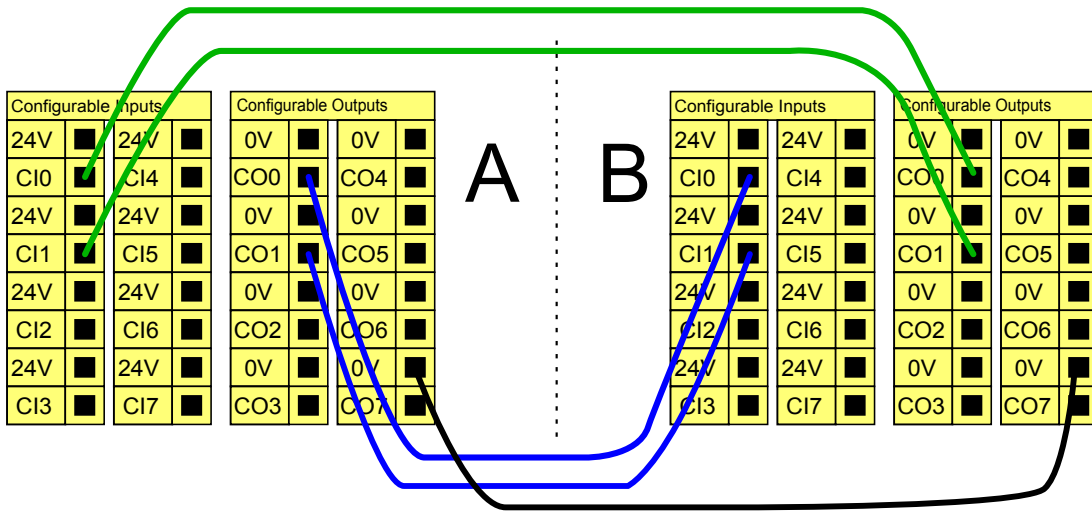 Configurable Inputs
24V 24V
CI0 CI4
24V 24V
CI1 CI5
24V 24V
CI2 CI6
24V 24V
CI3 CI7
Configurable Outputs
0V 0V
CO0 CO4
0V 0V
CO1 CO5
0V 0V
CO2 CO6
0V 0V
CO3 CO7
A
B
Configurable Inputs
24V 24V
CI0 CI4
24V 24V
CI1 CI5
24V 24V
CI2 CI6
24V 24V
CI3 CI7
Configurable Outputs
0V 0V
CO0 CO4
0V 0V
CO1 CO5
0V 0V
CO2 CO6
0V 0V
CO3 CO7